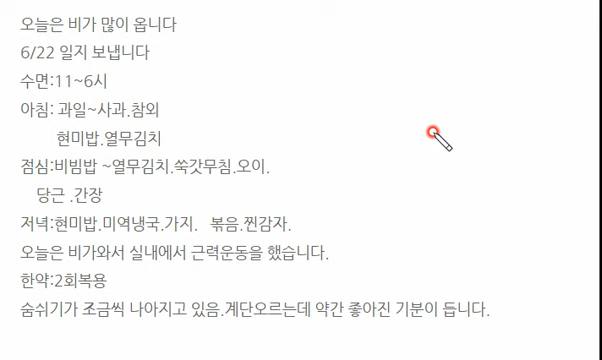 오늘은 비가 많이 옵니다
6/22 일지 보냅니다
수면:11~6시
아침: 과일~사과.참외
현미밥.열무김치
점심:비빔밥 ~열무김치.쑥갓무침.오이.
당근 .간장
저녁:현미밥.미역냉국.가지. 볶음.찐감자.
오늘은 비가와서 실내에서 근력운동을 했습니다.
한약:2회복용
숨쉬기가 조금씩 나아지고 있음.계단오르는데 약간 좋아진 기분이 듭니다.